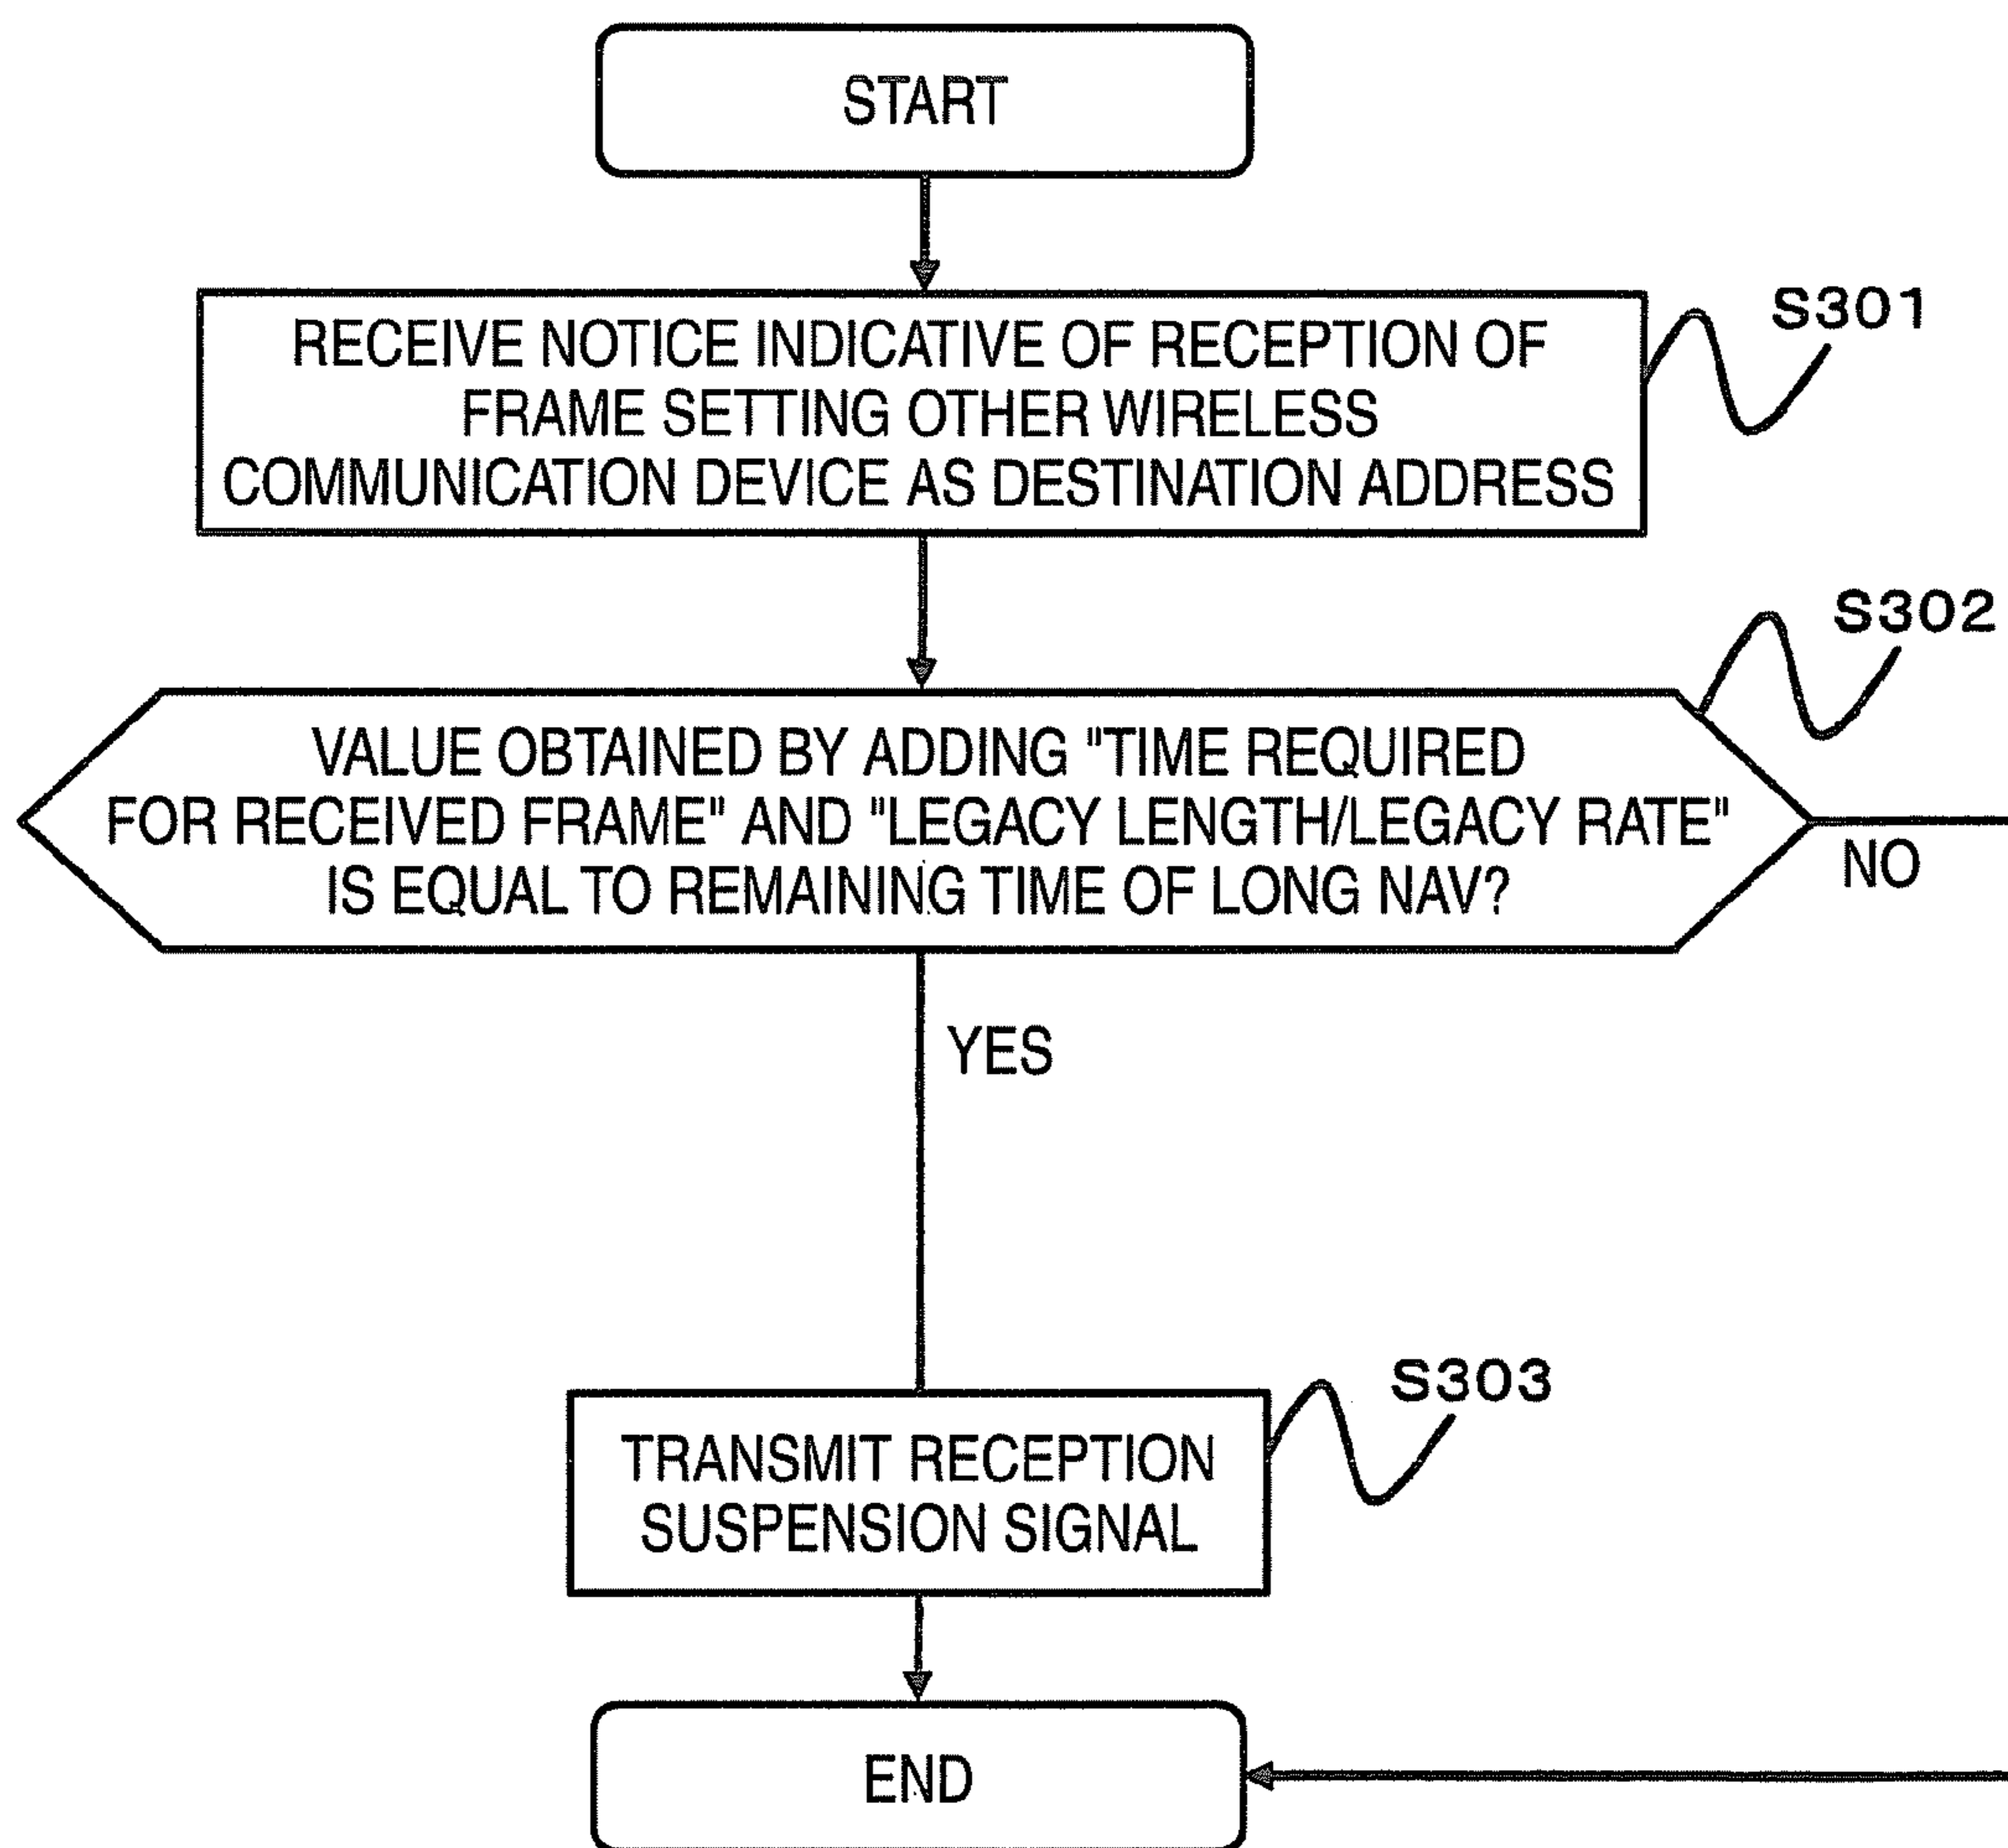 START
RECEIVE NOTICE INDICATIVE OF RECEPTION OF
FRAME SETTING OTHER WIRELESS
COMMUNICATION DEVICE AS DESTINATION ADDRESS
S301
S302
VALUE OBTAINED BY ADDING "TIME REQUIRED
FOR RECEIVED FRAME" AND "LEGACY LENGTH/LEGACY RATE"
IS EQUAL TO REMAINING TIME OF LONG NAV?
NO
YES
S303
TRANSMIT RECEPTION
SUSPENSION SIGNAL
END